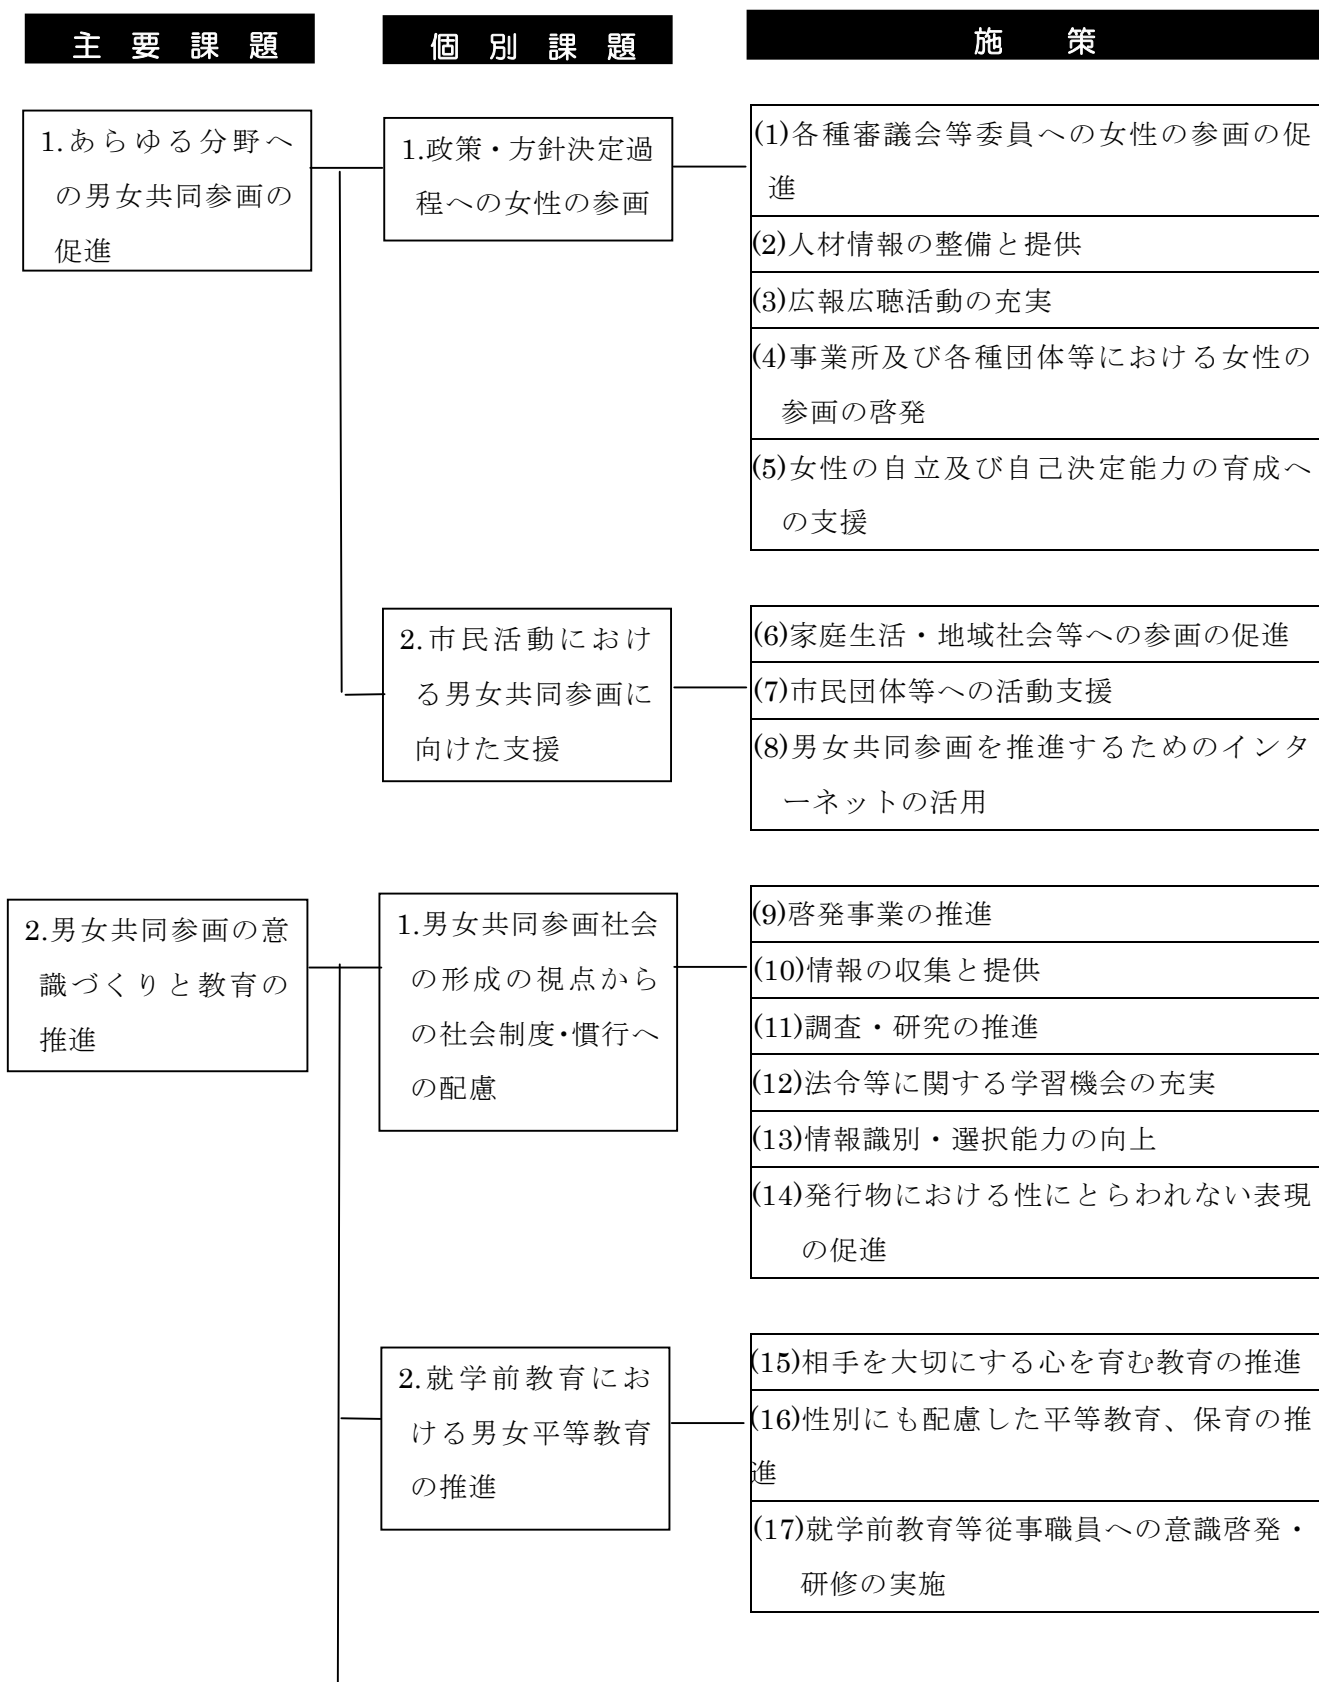 主要課題
個別課題
施策
1.あらゆる分野へ
の男女共同参画の
促進
1.政策・方針決定過
程への女性の参画
(1)各種審議会等委員への女性の参画の促
進
(2)人材情報の整備と提供
(3)広報広聴活動の充実
(4)事業所及び各種団体等における女性の
参画の啓発
(5)女性の自立及び自己決定能力の育成へ
の支援
2.市民活動におけ
る男女共同参画に
向けた支援
(6)家庭生活・地域社会等への参画の促進
(7)市民団体等への活動支援
(8)男女共同参画を推進するためのインタ
ーネットの活用
2.男女共同参画の意
識づくりと教育の
推進
1.男女共同参画社会
の形成の視点から
の社会制度・慣行へ
の配慮
(9)啓発事業の推進
(10)情報の収集と提供
(11)調査・研究の推進
(12)法令等に関する学習機会の充実
(13)情報識別・選択能力の向上
(14)発行物における性にとらわれない表現
の促進
2.就学前教育にお
ける男女平等教育
の推進
(15)相手を大切にする心を育む教育の推進
(16)性別にも配慮した平等教育、保育の推
進
(17)就学前教育等従事職員への意識啓発・
研修の実施